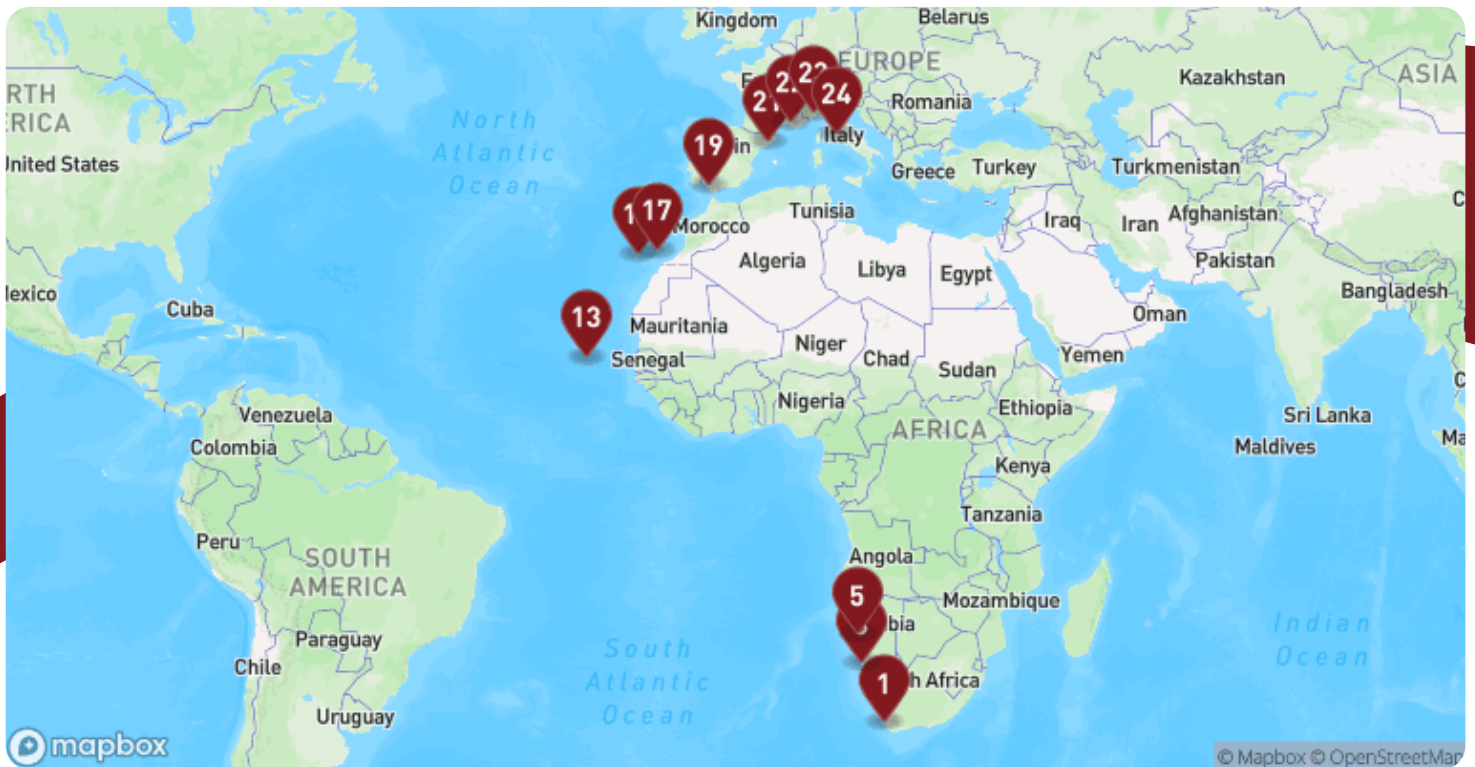 Kingdom
Belarus
EUROPE
Kazakhstan
ASIA
RTH
ERICA
Romania
24
Italy
19
in
United States
Greece
Turkey
Turkmenistan
North
Atlantic
Ocean
17
Morocco
Tunisia
Iraq
Iran
Afghanistan
Pakistan
Algeria
Libya
Egypt
Bangladesh
Mexico
Cuba
13
Mauritania
Oman
Senegal
Niger
Chad
Sudan
Yemen
Nigeria
Ethiopia
Venezuela
Colombia
AFRICA
Sri Lanka
Maldives
Kenya
Tanzania
Peru
SOUTH
AMERICA
Angola
5
bia
Mozambique
Paraguay
Chile
South
Atlantic
Ocean
Indian
Ocean
1
h Africa
Uruguay
mapbox
© Mapbox © OpenStreetMap